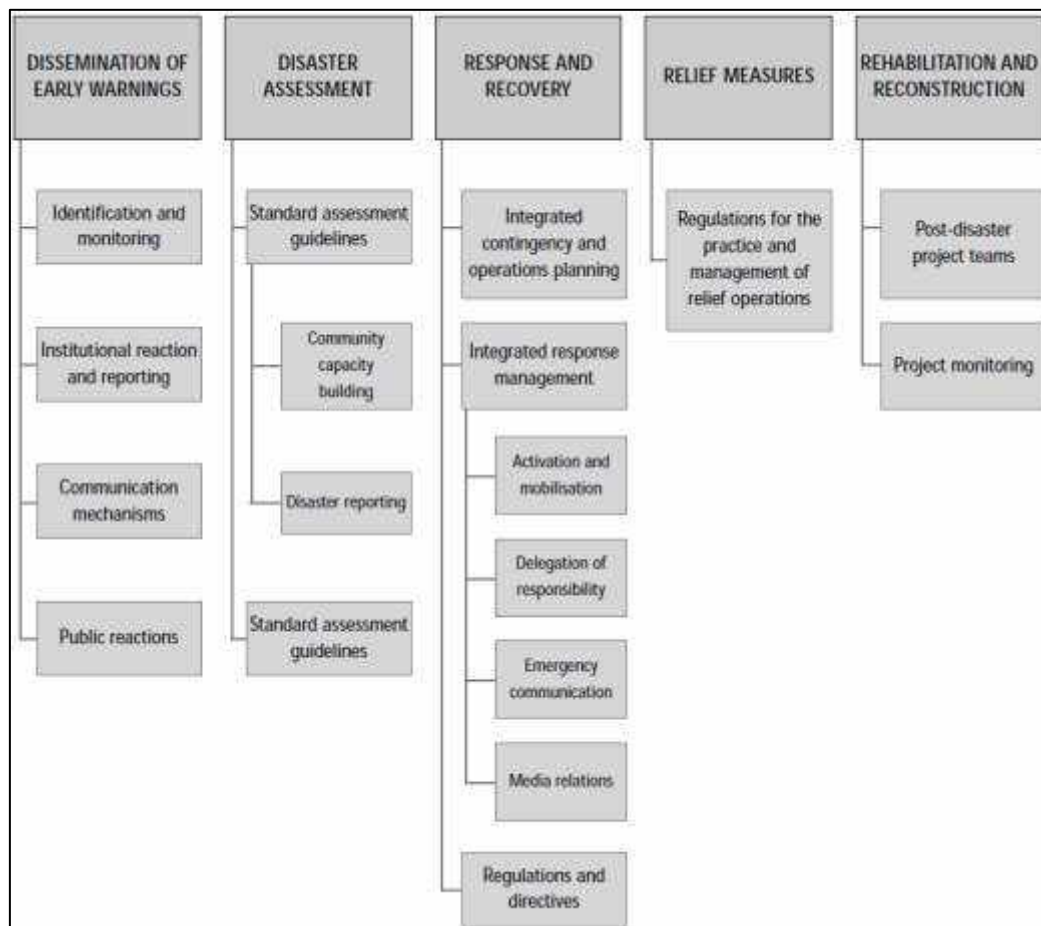 DISSEMINATION OF
EARLY WARNINGS
Identification and
monitoring
Institutional reaction
and reporting
Communication
mechanisms
Public reactions
DISASTER
ASSESSMENT
Standard assessment
guidelines
Community
capacity
building
Disaster reporting
Standard assessment
guidelines
RESPONSE AND
RECOVERY
Integrated
contingency and
operations planning
Integrated response
management
Activation and
mobilisation
Delegation of
responsibility
Emergency
communication
Media relations
Regulations and
directives
RELIEF MEASURES
Regulations for the
practice and
management of
relief operations
REHABILITATION AND
RECONSTRUCTION
Post-disaster
project teams
Project monitoring